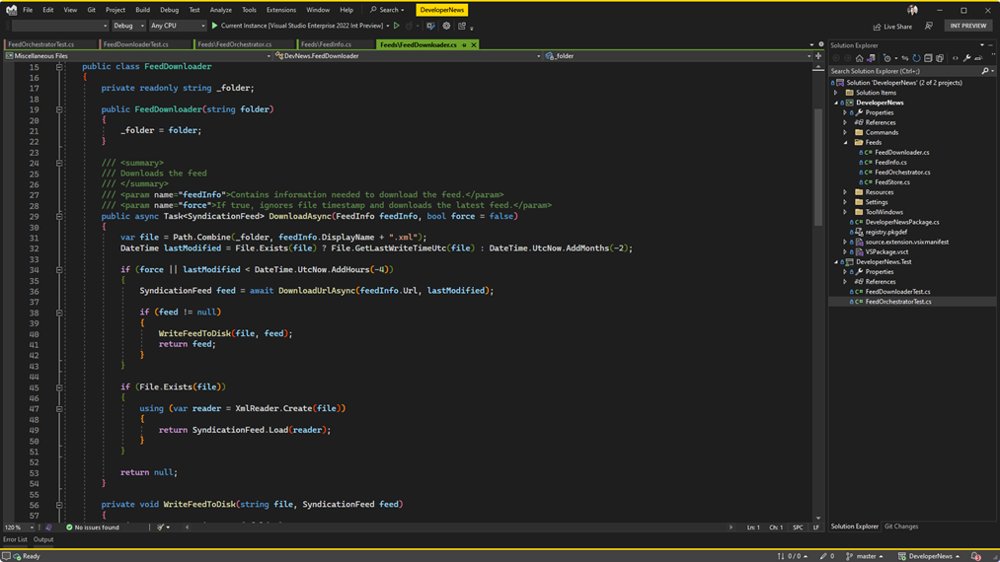 File Edit View Git Project Build Debug Test Analyze Tools Extensions Window Help Search DeveloperNews
Debug Any CPU Current Instance [Visual Studio Enterprise 2022 Int Preview] Live Share INT PREVIEW
FeedOrchestratorTest.cs FeedDownloaderTest.cs Feeds\FeedOrchestrator.cs Feeds\FeedInfo.cs Feeds\FeedDownloader.cs
Miscellaneous Files DevNews.FeedDownloader _folder
15 public class FeedDownloader
16 {
17 private readonly string _folder;
18
19 public FeedDownloader(string folder)
20 {
21 _folder = folder;
22 }
23
24 /// <summary>
25 /// Downloads the feed
26 /// </summary>
27 /// <param name="feedInfo">Contains information needed to download the feed.</param>
28 /// <param name="force">If true, ignores file timestamp and downloads the latest feed.</param>
29 public async Task<SyndicationFeed> DownloadAsync(FeedInfo feedInfo, bool force = false)
30 {
31 var file = Path.Combine(_folder, feedInfo.DisplayName + ".xml");
32 DateTime lastModified = File.Exists(file) ? File.GetLastWriteTimeUtc(file) : DateTime.UtcNow.AddMonths(-2);
33
34 if (force || lastModified < DateTime.UtcNow.AddHours(-4))
35 {
36 SyndicationFeed feed = await DownloadUrlAsync(feedInfo.Url, lastModified);
37
38 if (feed != null)
39 {
40 WriteFeedToDisk(file, feed);
41 return feed;
42 }
43 }
44
45 if (File.Exists(file))
46 {
47 using (var reader = XmlReader.Create(file))
48 {
49 return SyndicationFeed.Load(reader);
50 }
51 }
52
53 return null;
54 }
55
56 private void WriteFeedToDisk(string file, SyndicationFeed feed)
57 {
120 % No issues found Ln: 1 Ch: 1 SPC LF
Error List Output
Solution Explorer
Search Solution Explorer (Ctrl+;)
Solution 'DeveloperNews' (2 of 2 projects)
Solution Items
DeveloperNews
Properties
References
Commands
Feeds
FeedDownloader.cs
FeedInfo.cs
FeedOrchestrator.cs
FeedStore.cs
Resources
Settings
ToolWindows
DeveloperNewsPackage.cs
registry.pkgdef
source.extension.vsixmanifest
VSPackage.vsct
DeveloperNews.Test
Properties
References
FeedDownloaderTest.cs
FeedOrchestratorTest.cs
Solution Explorer Git Changes
Ready 0 / 0 0 master DeveloperNews